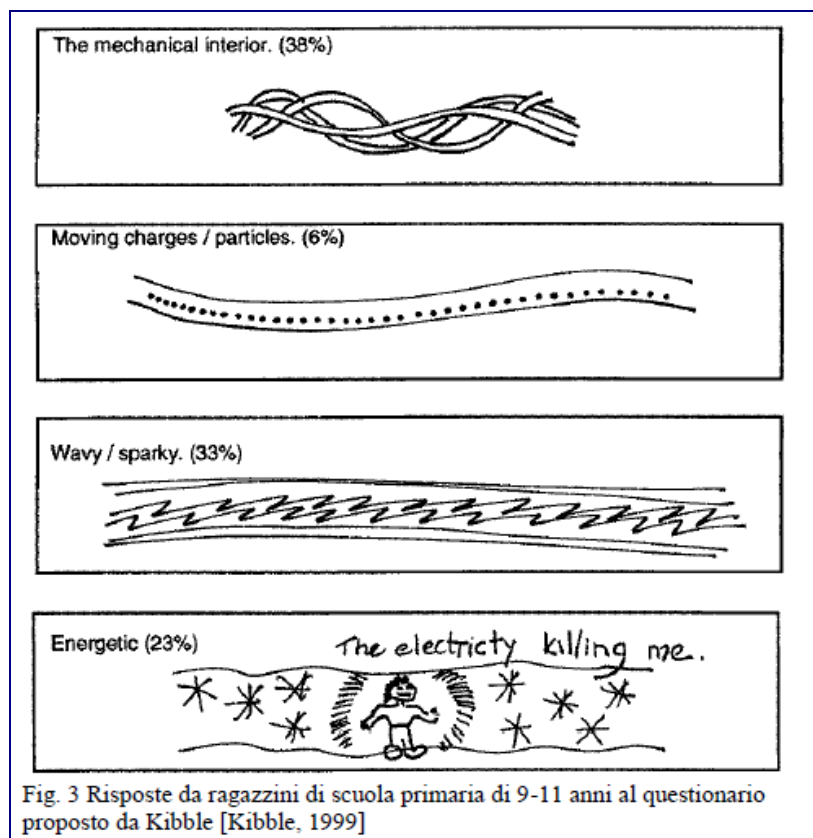 The mechanical interior. (38%)
Moving charges / particles. (6%)
Wavy / sparky. (33%)
Energetic (23%)
The electricty killing me.
Fig. 3 Risposte da ragazzini di scuola primaria di 9-11 anni al questionario
proposto da Kibble [Kibble, 1999]